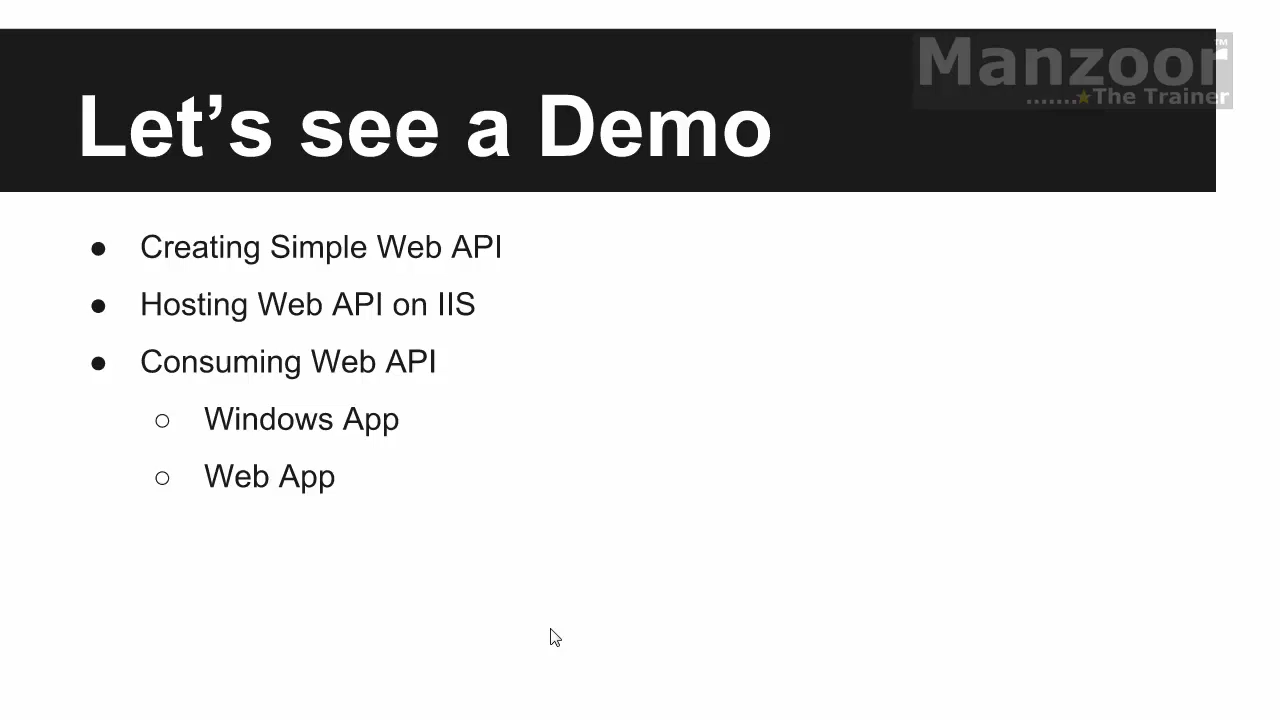 Manzoor™
.......★The Trainer
Let’s see a Demo
● Creating Simple Web API
● Hosting Web API on IIS
● Consuming Web API
○ Windows App
○ Web App